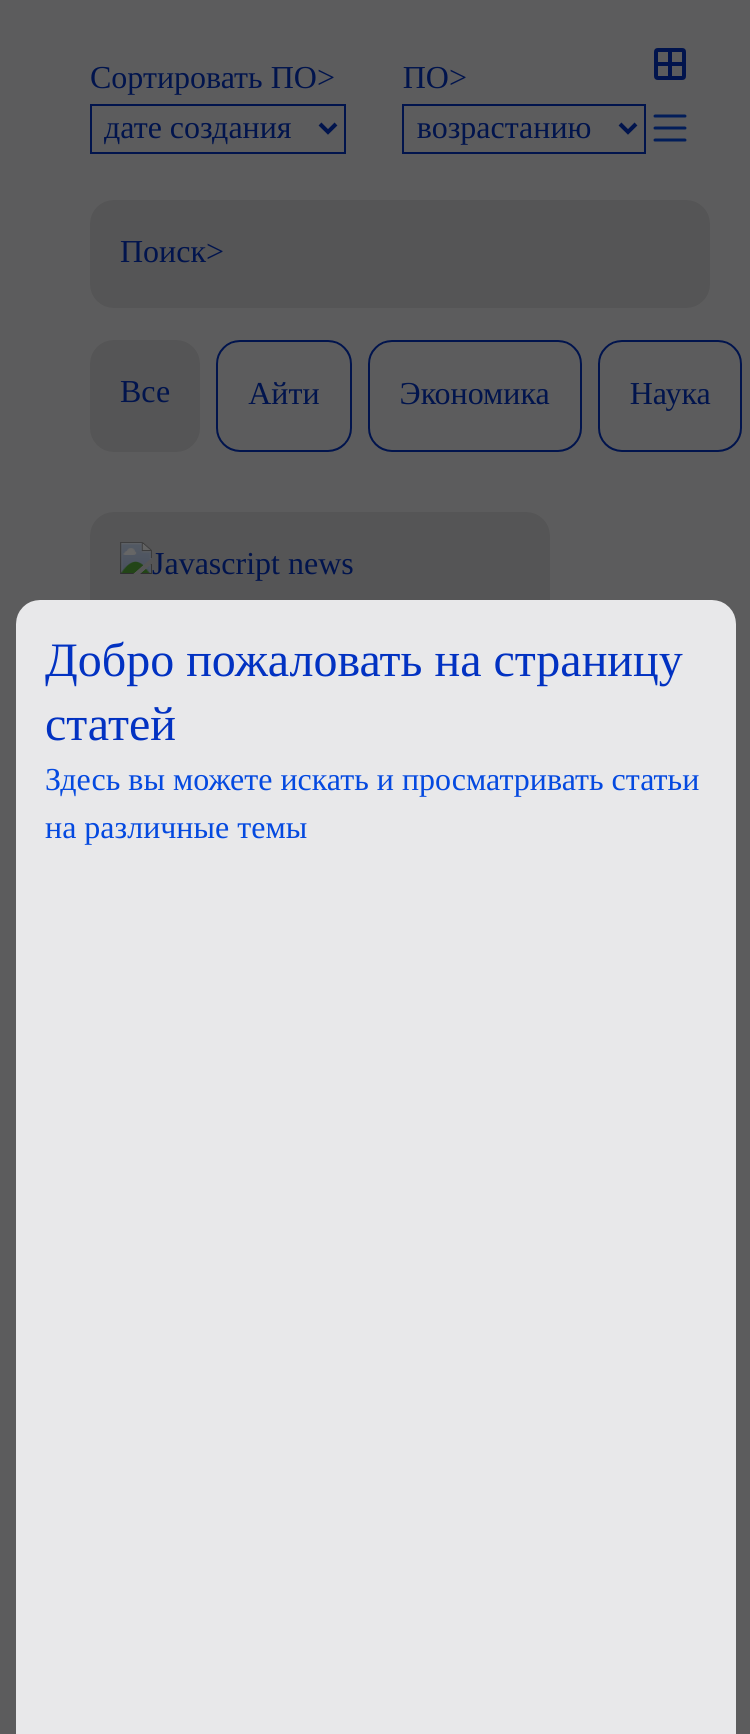 Сортировать ПО> ПО>
дате создания возрастанию
Поиск>
Все Айти Экономика Наука
Javascript news
Добро пожаловать на страницу
статей
Здесь вы можете искать и просматривать статьи
на различные темы